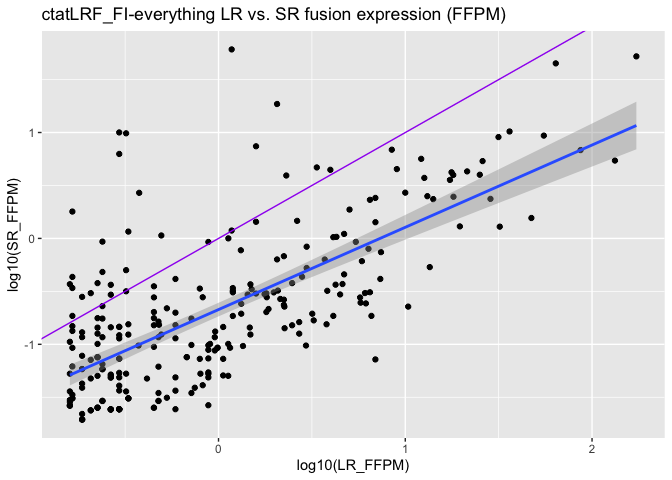 ctatLRF_FI-everything LR vs. SR fusion expression (FFPM)
log10(SR_FFPM)
1
0
-1
0
1
2
log10(LR_FFPM)